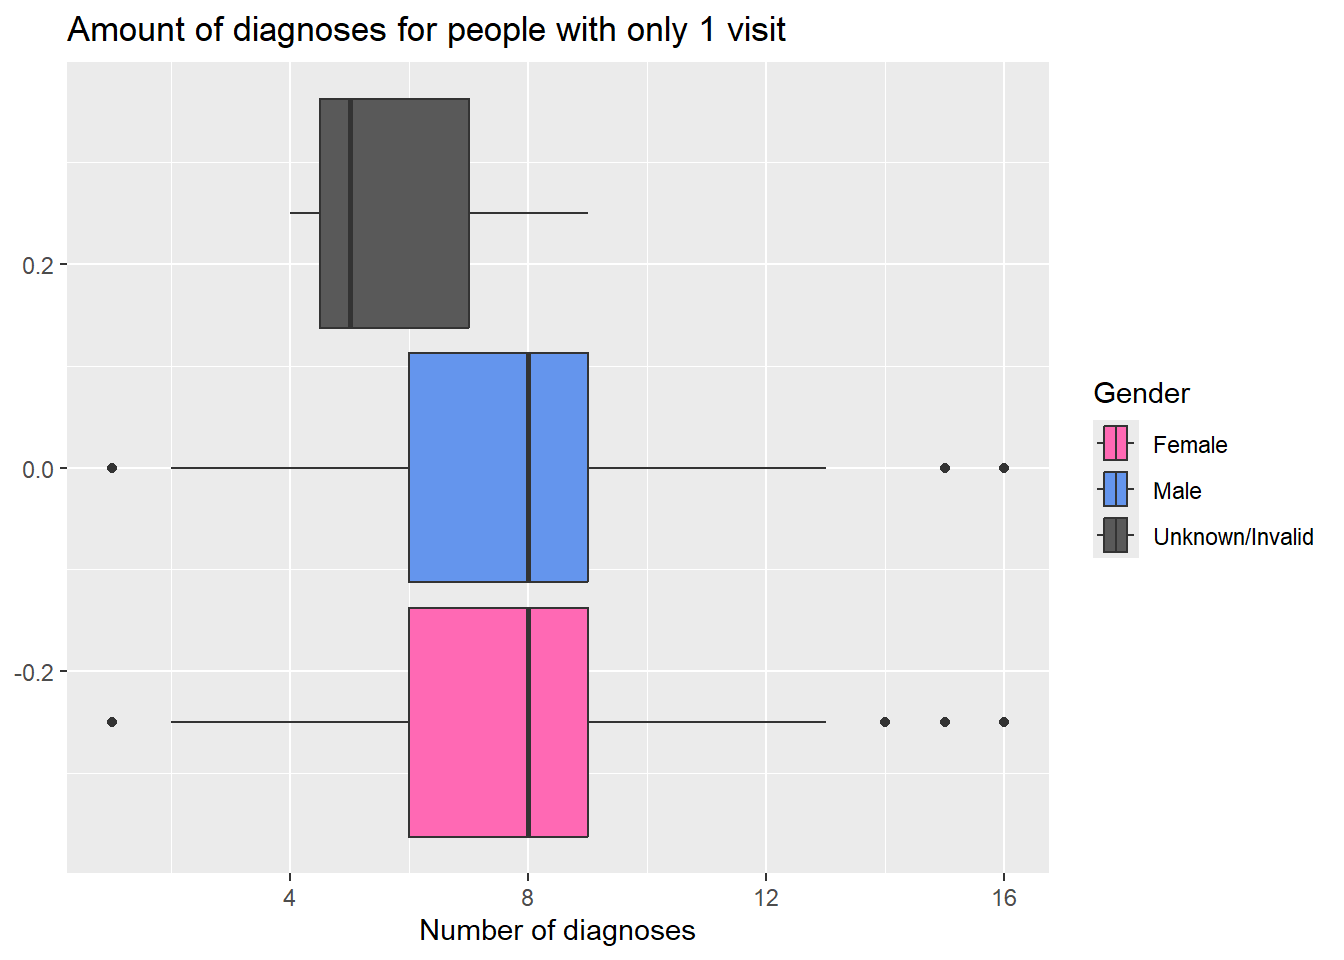 Amount of diagnoses for people with only 1 visit
0.2
0.0
-0.2
4 8 12 16
Number of diagnoses
Gender
Female
Male
Unknown/Invalid